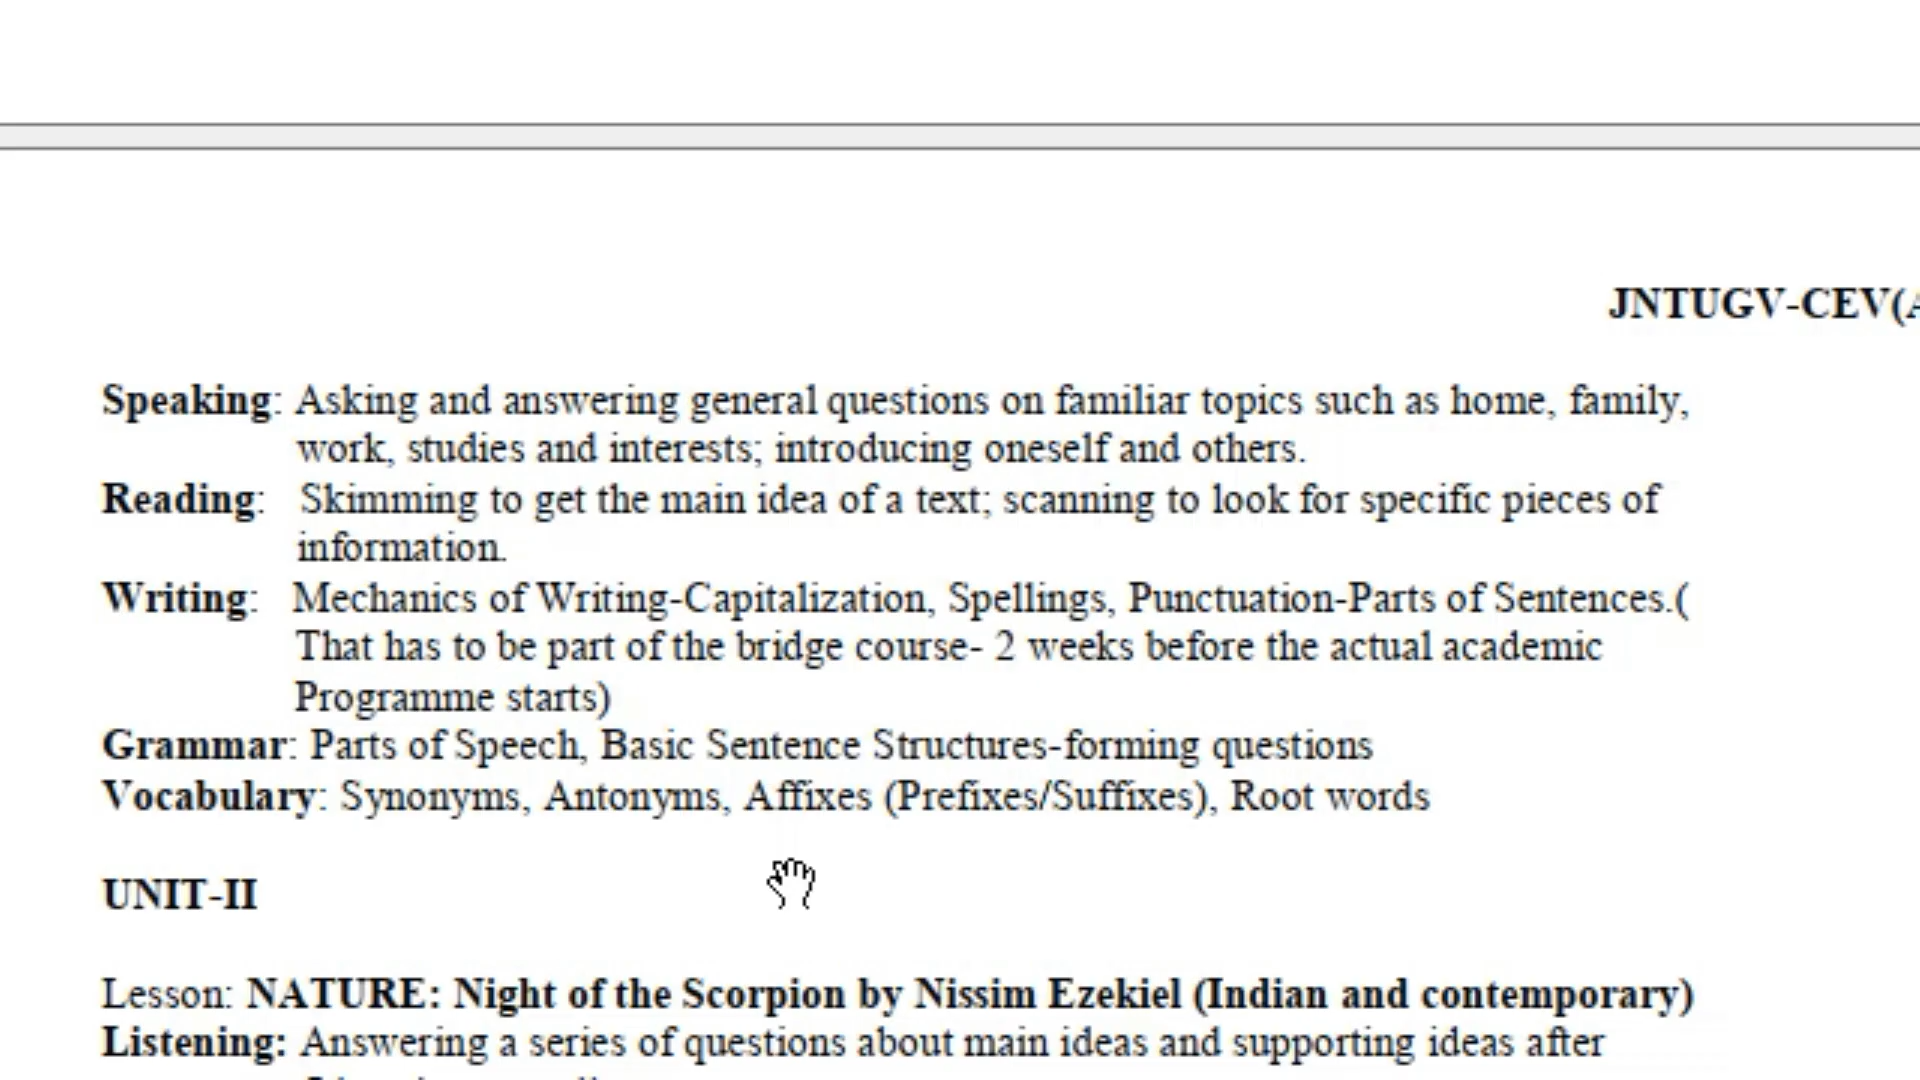 JNTUGV-CEV(
Speaking: Asking and answering general questions on familiar topics such as home, family,
work, studies and interests; introducing oneself and others.
Reading: Skimming to get the main idea of a text; scanning to look for specific pieces of
information.
Writing: Mechanics of Writing-Capitalization, Spellings, Punctuation-Parts of Sentences.(
That has to be part of the bridge course- 2 weeks before the actual academic
Programme starts)
Grammar: Parts of Speech, Basic Sentence Structures-forming questions
Vocabulary: Synonyms, Antonyms, Affixes (Prefixes/Suffixes), Root words
UNIT-II
Lesson: NATURE: Night of the Scorpion by Nissim Ezekiel (Indian and contemporary)
Listening: Answering a series of questions about main ideas and supporting ideas after